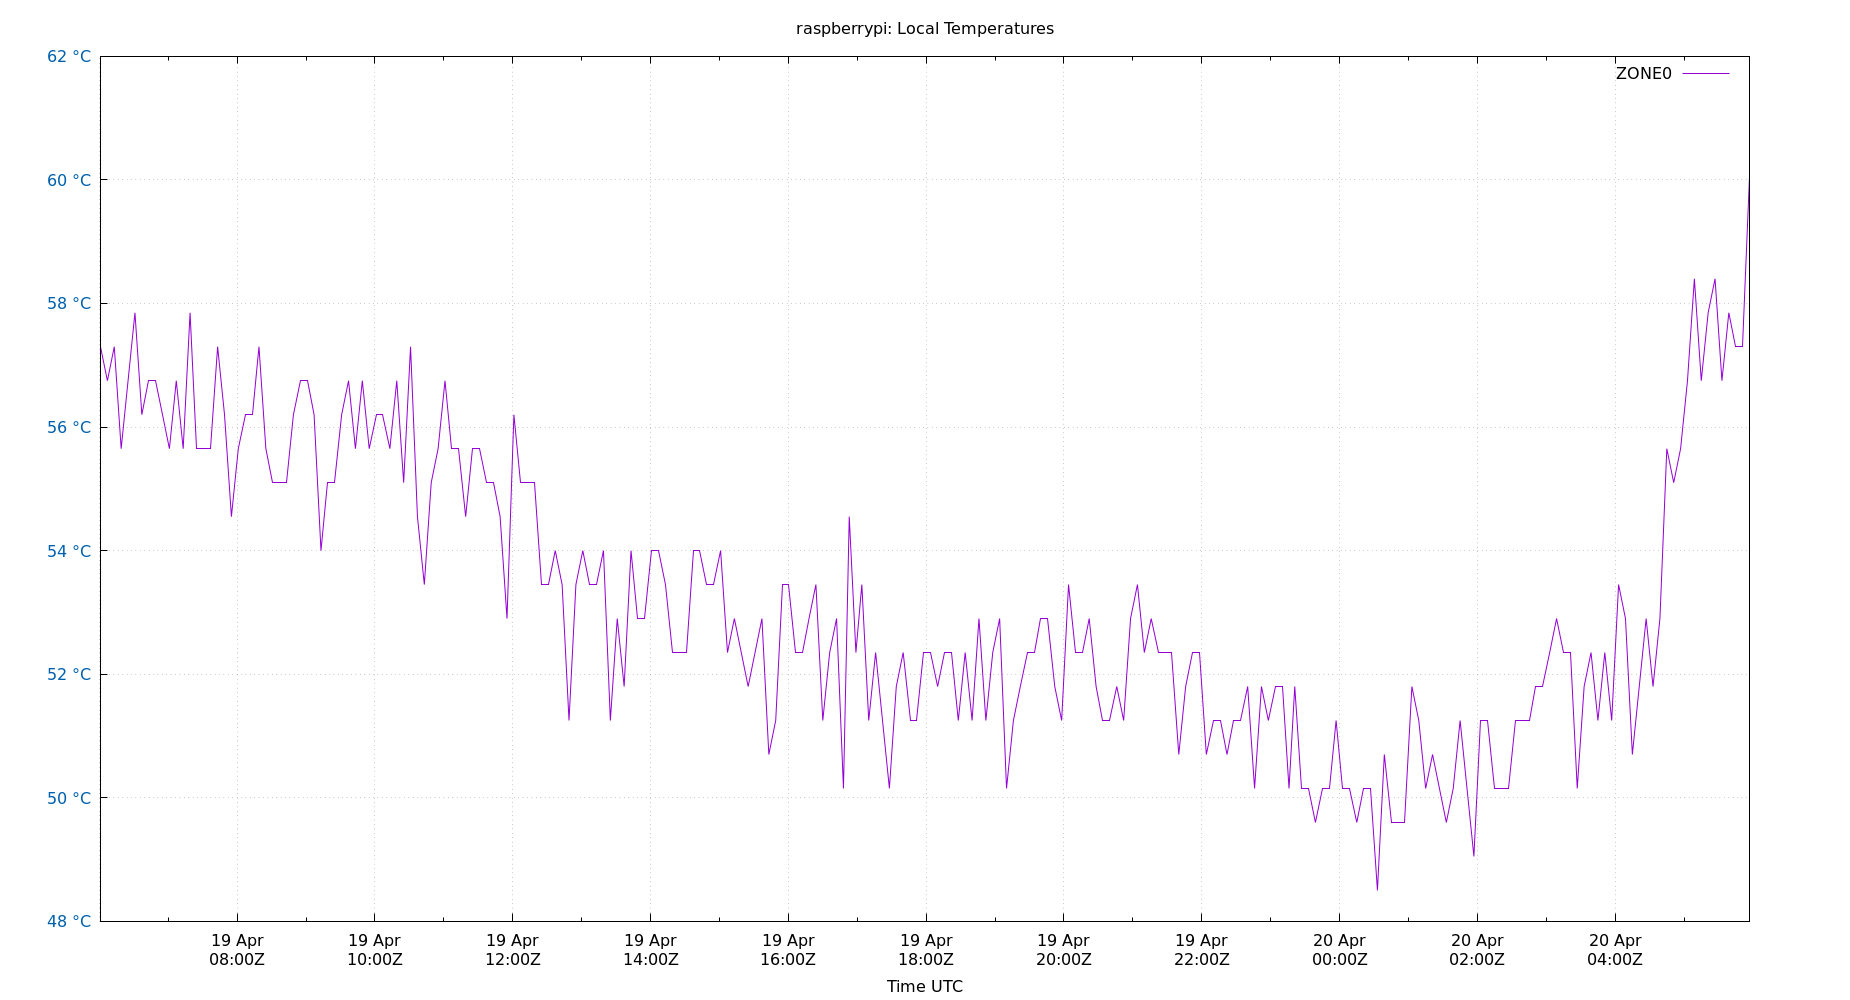 raspberrypi: Local Temperatures
62 °C
ZONE0
60 °C
58 °C
56 °C
54 °C
52 °C
50 °C
48 °C
19 Apr 19 Apr 19 Apr 19 Apr 19 Apr 19 Apr 19 Apr 19 Apr 20 Apr 20 Apr 20 Apr
08:00Z 10:00Z 12:00Z 14:00Z 16:00Z 18:00Z 20:00Z 22:00Z 00:00Z 02:00Z 04:00Z
Time UTC